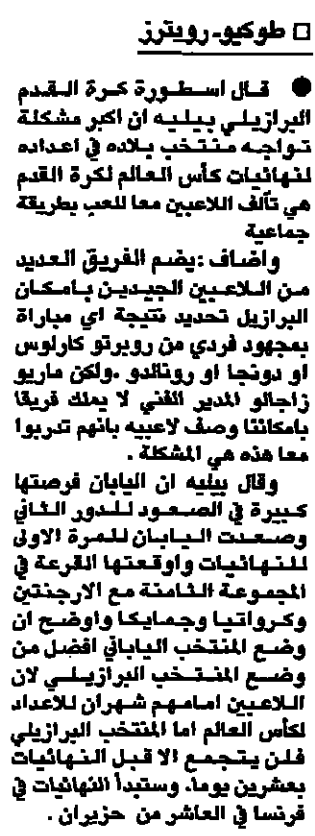 □ طوكيو-رويترز
● قال اسطورة كرة القدم
البرازيلي بيليه ان اكبر مشكلة
تواجه منتخب بلاده في اعداده
لنهائيات كأس العالم لكرة القدم
هي تآلف اللاعبين معا للعب بطريقة
جماعية
واضاف :يضم الفريق العديد
من اللاعبين الجيدين بامكان
البرازيل تحديد نتيجة اي مباراة
بمجهود فردي من روبرتو كارلوس
او دونجا او رونالدو .ولكن ماريو
زاجالو المدير الفني لا يملك فريقا
بامكاننا وصف لاعبيه بانهم تدربوا
معا هذه هي المشكلة .
وقال بيليه ان اليابان فرصتها
كبيرة في الصعود للدور الثاني
وصعدت اليابان للمرة الاولى
للنهائيات واوقعتها القرعة في
المجموعة الثامنة مع الارجنتين
وكرواتيا وجمايكا واوضح ان
وضع المنتخب الياباني افضل من
وضع المنتخب البرازيلي لان
اللاعبين امامهم شهران للاعداد
لكأس العالم اما المنتخب البرازيلي
فلن يتجمع الا قبل النهائيات
بعشرين يوما. وستبدأ النهائيات في
فرنسا في العاشر من حزيران .